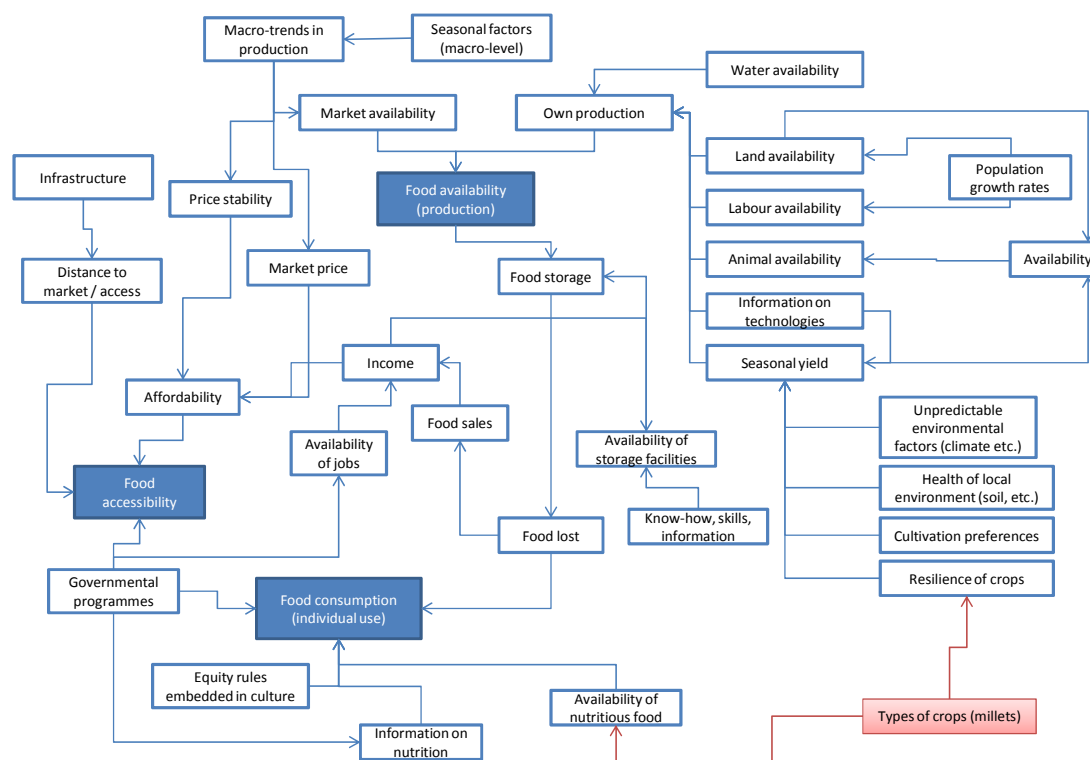 Macro-trends in
production
Seasonal factors
(macro-level)
Water availability
Market availability
Own production
Land availability
Population
growth rates
Infrastructure
Price stability
Food availability
(production)
Labour availability
Distance to
market / access
Market price
Food storage
Animal availability
Availability
Information on
technologies
Income
Seasonal yield
Affordability
Food sales
Availability
of jobs
Availability of
storage facilities
Unpredictable
environmental
factors (climate etc.)
Food
accessibility
Health of local
environment (soil, etc.)
Know-how, skills,
information
Food lost
Cultivation preferences
Governmental
programmes
Food consumption
(individual use)
Resilience of crops
Equity rules
embedded in culture
Availability of
nutritious food
Types of crops (millets)
Information on
nutrition